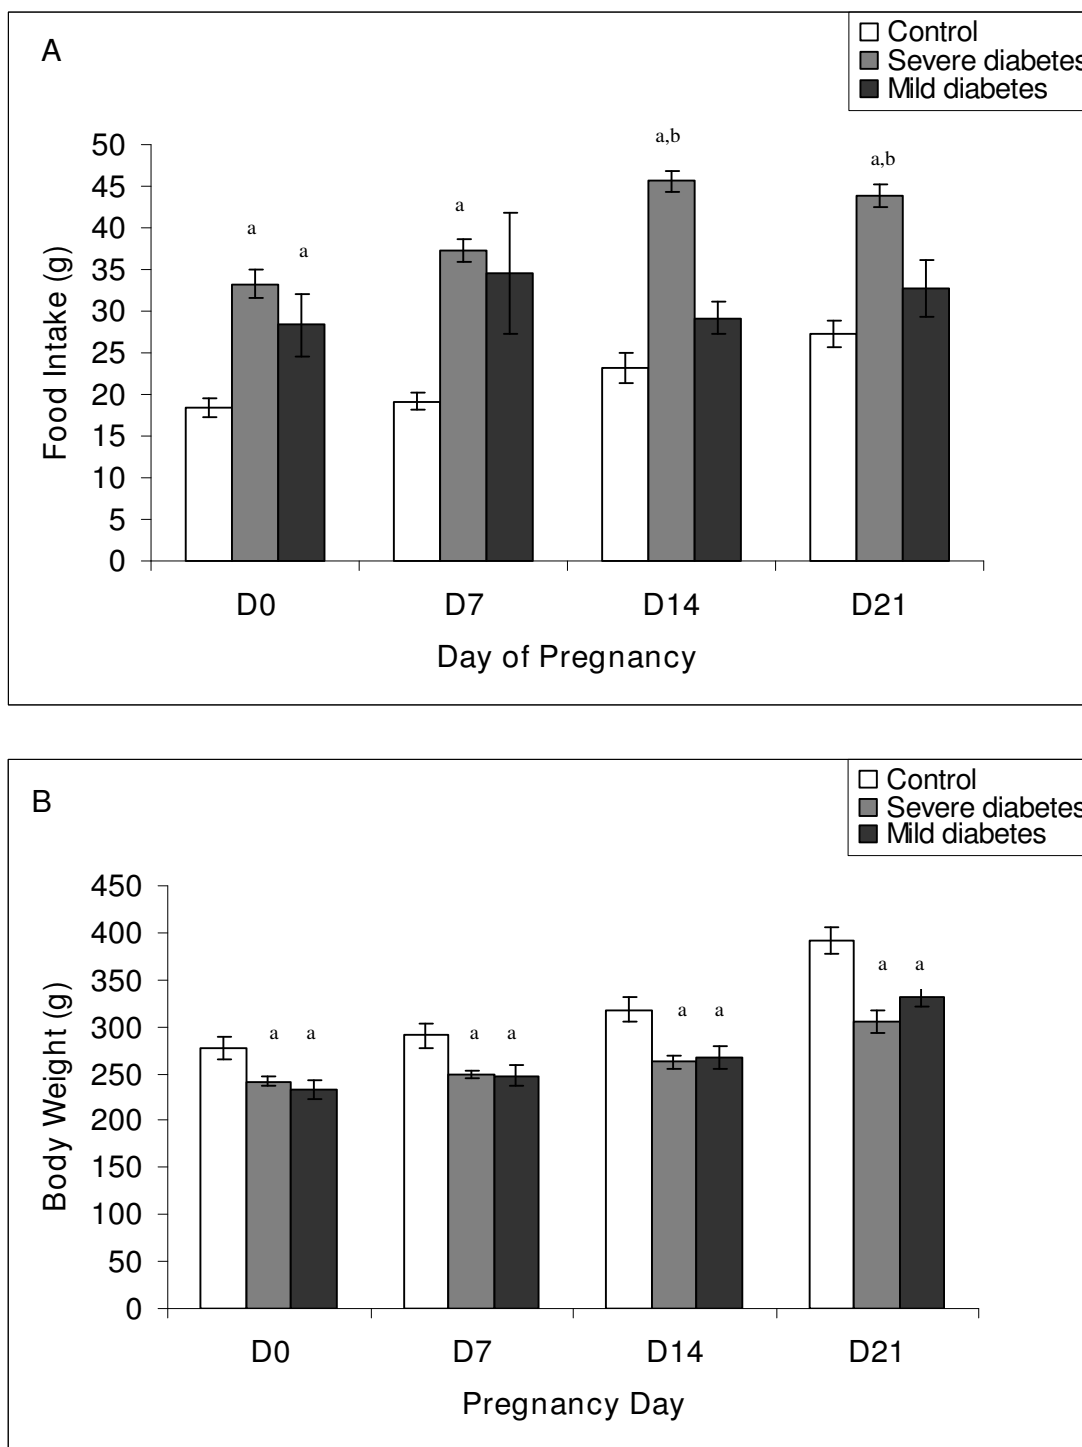 A
Control
Severe diabetes
Mild diabetes
a,b
a,b
a
a
a
50
45
40
35
30
25
20
15
10
5
0
Food Intake (g)
D0 D7 D14 D21
Day of Pregnancy
B
Control
Severe diabetes
Mild diabetes
450
400
350
300
250
200
150
100
50
0
Body Weight (g)
a a a a a a a a
D0 D7 D14 D21
Pregnancy Day